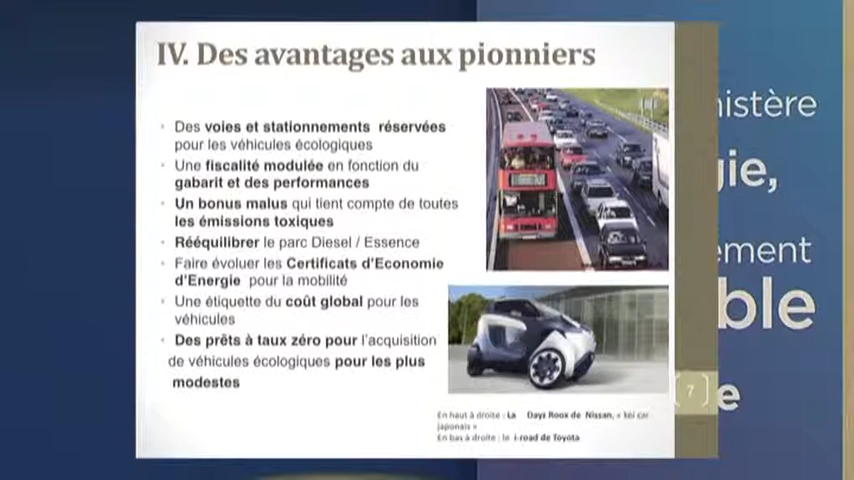 IV. Des avantages aux pionniers
Des voies et stationnements réservées
pour les véhicules écologiques
Une fiscalité modulée en fonction du
gabarit et des performances
Un bonus malus qui tient compte de toutes
les émissions toxiques
Rééquilibrer le parc Diesel / Essence
Faire évoluer les Certificats d'Economie
d'Energie pour la mobilité
Une étiquette du coût global pour les
véhicules
Des prêts à taux zéro pour l'acquisition
de véhicules écologiques pour les plus
modestes
En haut à droite : La Dayz Roox de Nissan, « kei car
japonais »
En bas à droite : le i-road de Toyota
7
nistère
gie,
ement
ble
e